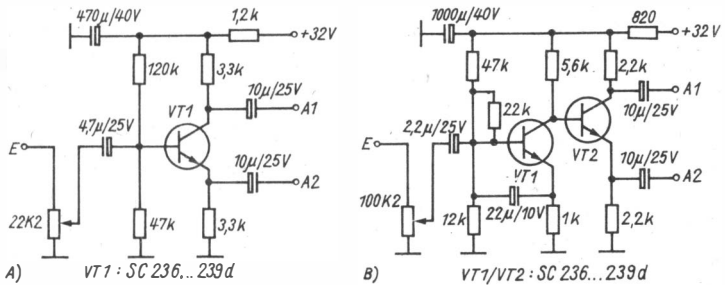 470µ/40V
1,2k
+32V
120k
3,3k
10µ/25V
A1
VT1
4,7µ/25V
E
10µ/25V
A2
22K2
47k
3,3k
A)
VT1 : SC 236,.. 239d
1000µ/40V
820
+32V
47k
5,6k
2,2k
A1
10µ/25V
22k
2,2µ/25V
VT2
E
VT1
10µ/25V
A2
100K2
22µ/10V
12k
1k
2,2k
B)
VT1/VT2 : SC 236...239d